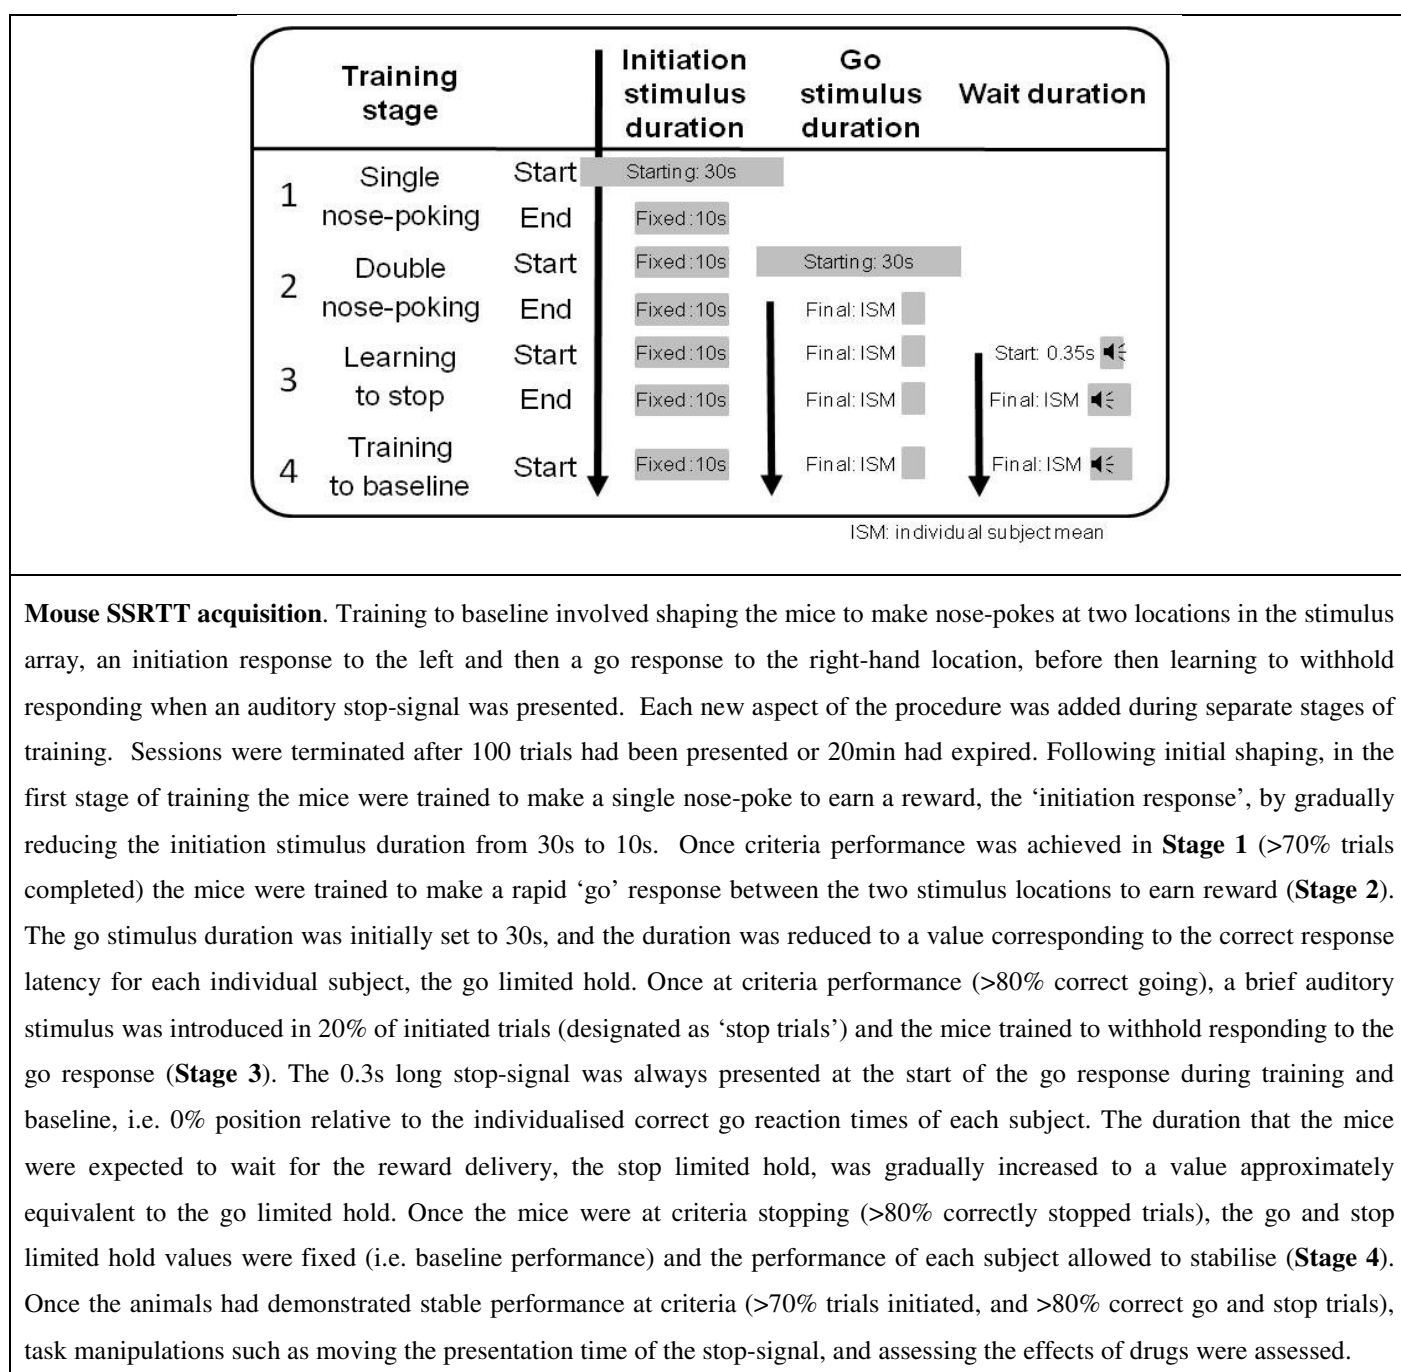 Training stage Initiation stimulus duration Go stimulus duration Wait duration
1 Single nose-poking Start Starting: 30s
End Fixed:10s
2 Double nose-poking Start Fixed:10s Starting: 30s
End Fixed:10s Final: ISM
3 Learning to stop Start Fixed:10s Final: ISM Start: 0.35s
End Fixed:10s Final: ISM Final: ISM
4 Training to baseline Start Fixed:10s Final: ISM Final: ISM
ISM: individual subject mean
Mouse SSRTT acquisition. Training to baseline involved shaping the mice to make nose-pokes at two locations in the stimulus
array, an initiation response to the left and then a go response to the right-hand location, before then learning to withhold
responding when an auditory stop-signal was presented. Each new aspect of the procedure was added during separate stages of
training. Sessions were terminated after 100 trials had been presented or 20min had expired. Following initial shaping, in the
first stage of training the mice were trained to make a single nose-poke to earn a reward, the ‘initiation response’, by gradually
reducing the initiation stimulus duration from 30s to 10s. Once criteria performance was achieved in Stage 1 (>70% trials
completed) the mice were trained to make a rapid ‘go’ response between the two stimulus locations to earn reward (Stage 2).
The go stimulus duration was initially set to 30s, and the duration was reduced to a value corresponding to the correct response
latency for each individual subject, the go limited hold. Once at criteria performance (>80% correct going), a brief auditory
stimulus was introduced in 20% of initiated trials (designated as ‘stop trials’) and the mice trained to withhold responding to the
go response (Stage 3). The 0.3s long stop-signal was always presented at the start of the go response during training and
baseline, i.e. 0% position relative to the individualised correct go reaction times of each subject. The duration that the mice
were expected to wait for the reward delivery, the stop limited hold, was gradually increased to a value approximately
equivalent to the go limited hold. Once the mice were at criteria stopping (>80% correctly stopped trials), the go and stop
limited hold values were fixed (i.e. baseline performance) and the performance of each subject allowed to stabilise (Stage 4).
Once the animals had demonstrated stable performance at criteria (>70% trials initiated, and >80% correct go and stop trials),
task manipulations such as moving the presentation time of the stop-signal, and assessing the effects of drugs were assessed.